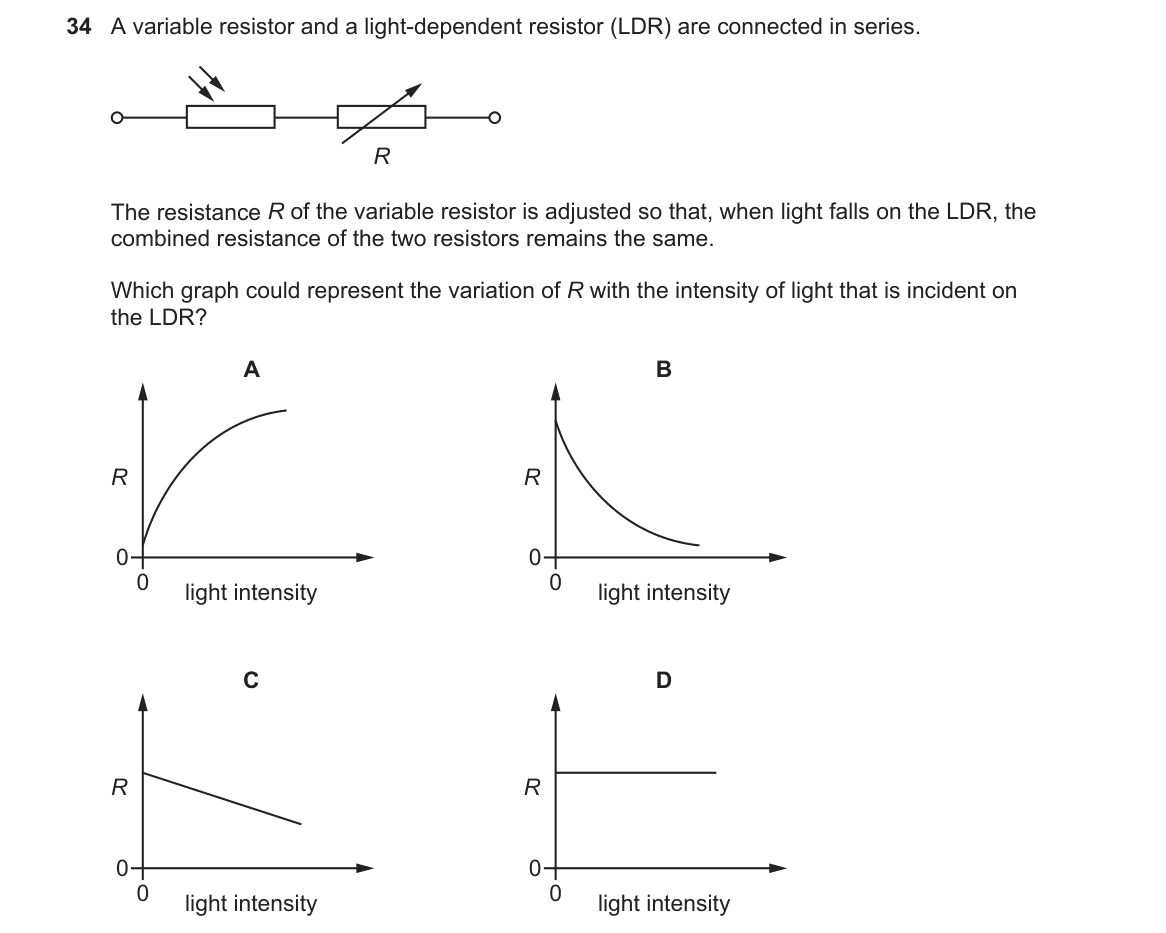 34 A variable resistor and a light-dependent resistor (LDR) are connected in series.
R
The resistance R of the variable resistor is adjusted so that, when light falls on the LDR, the
combined resistance of the two resistors remains the same.
Which graph could represent the variation of R with the intensity of light that is incident on
the LDR?
A
R
0
0
light intensity
B
R
0
0
light intensity
C
R
0
0
light intensity
D
R
0
0
light intensity